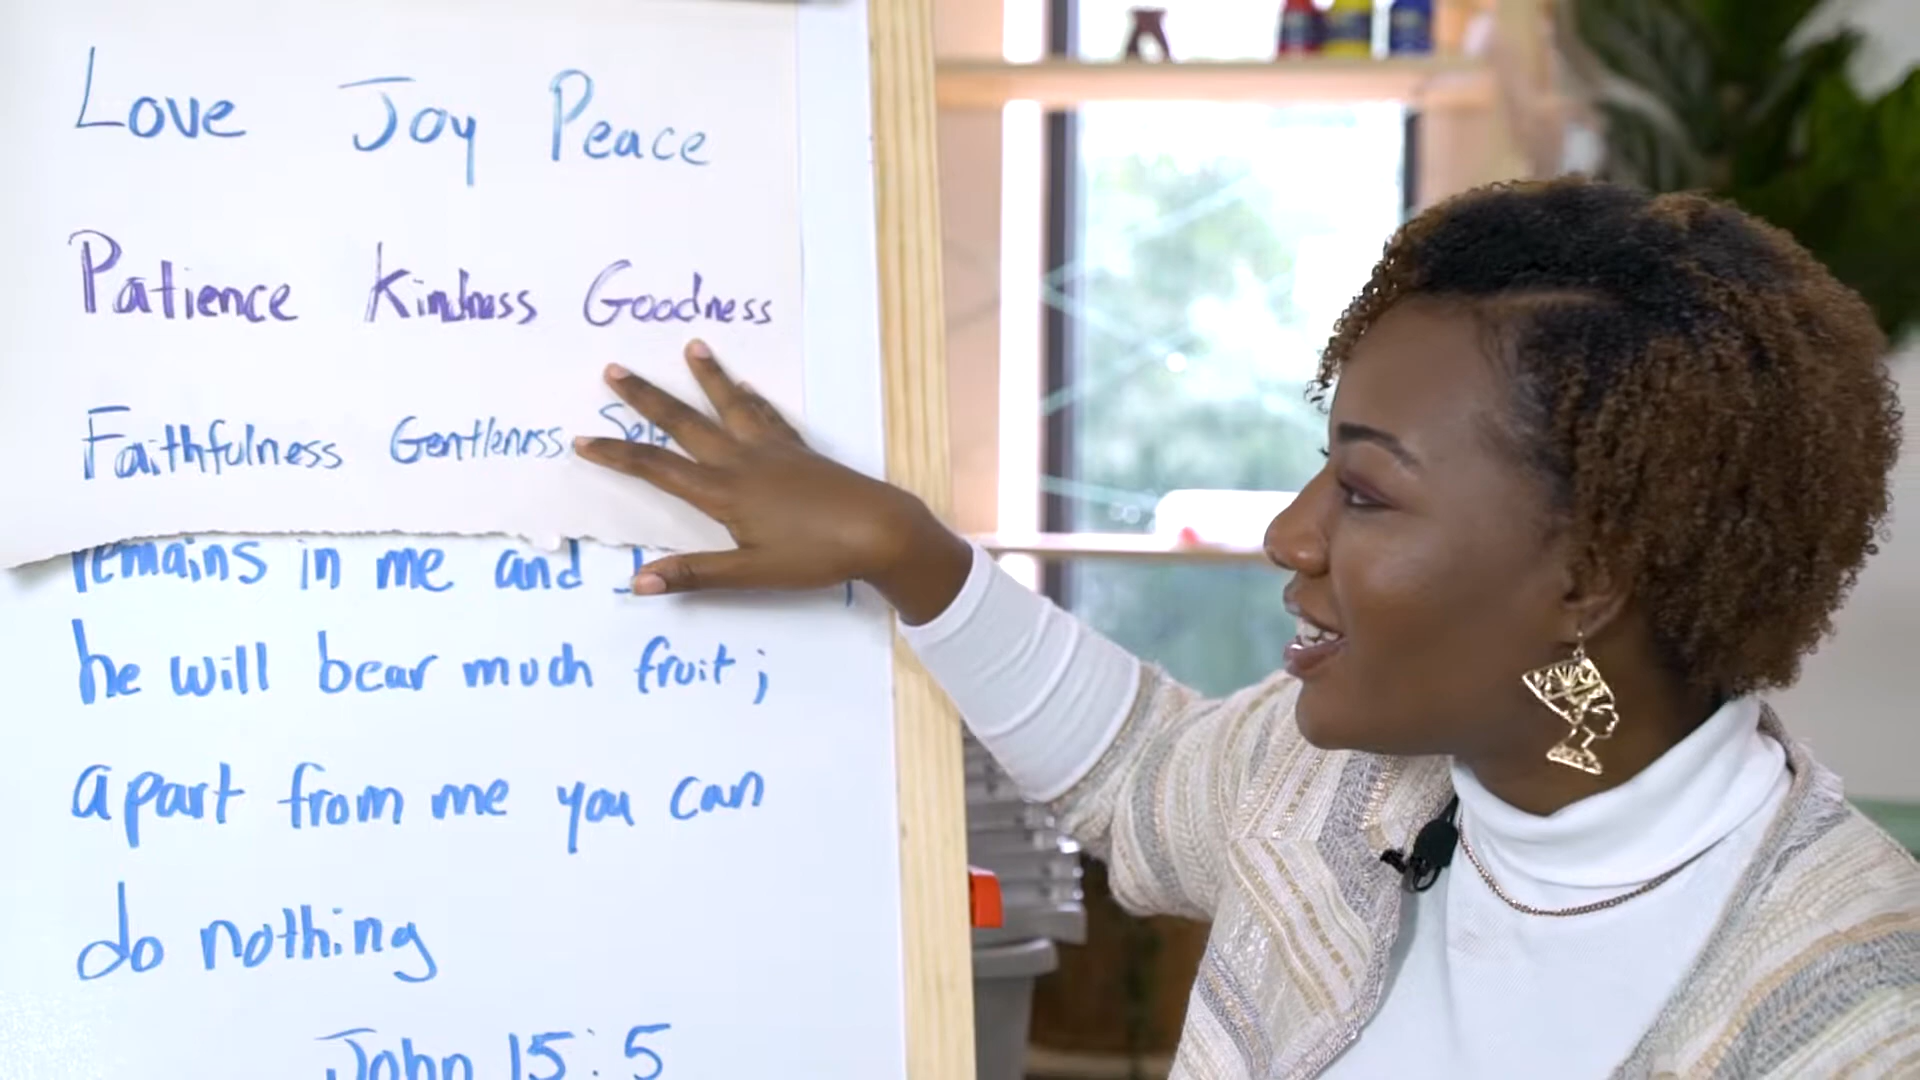 Love Joy Peace
Patience Kindness Goodness
Faithfulness Gentleness Self
remains in me and I
he will bear much fruit;
apart from me you can
do nothing
John 15:5